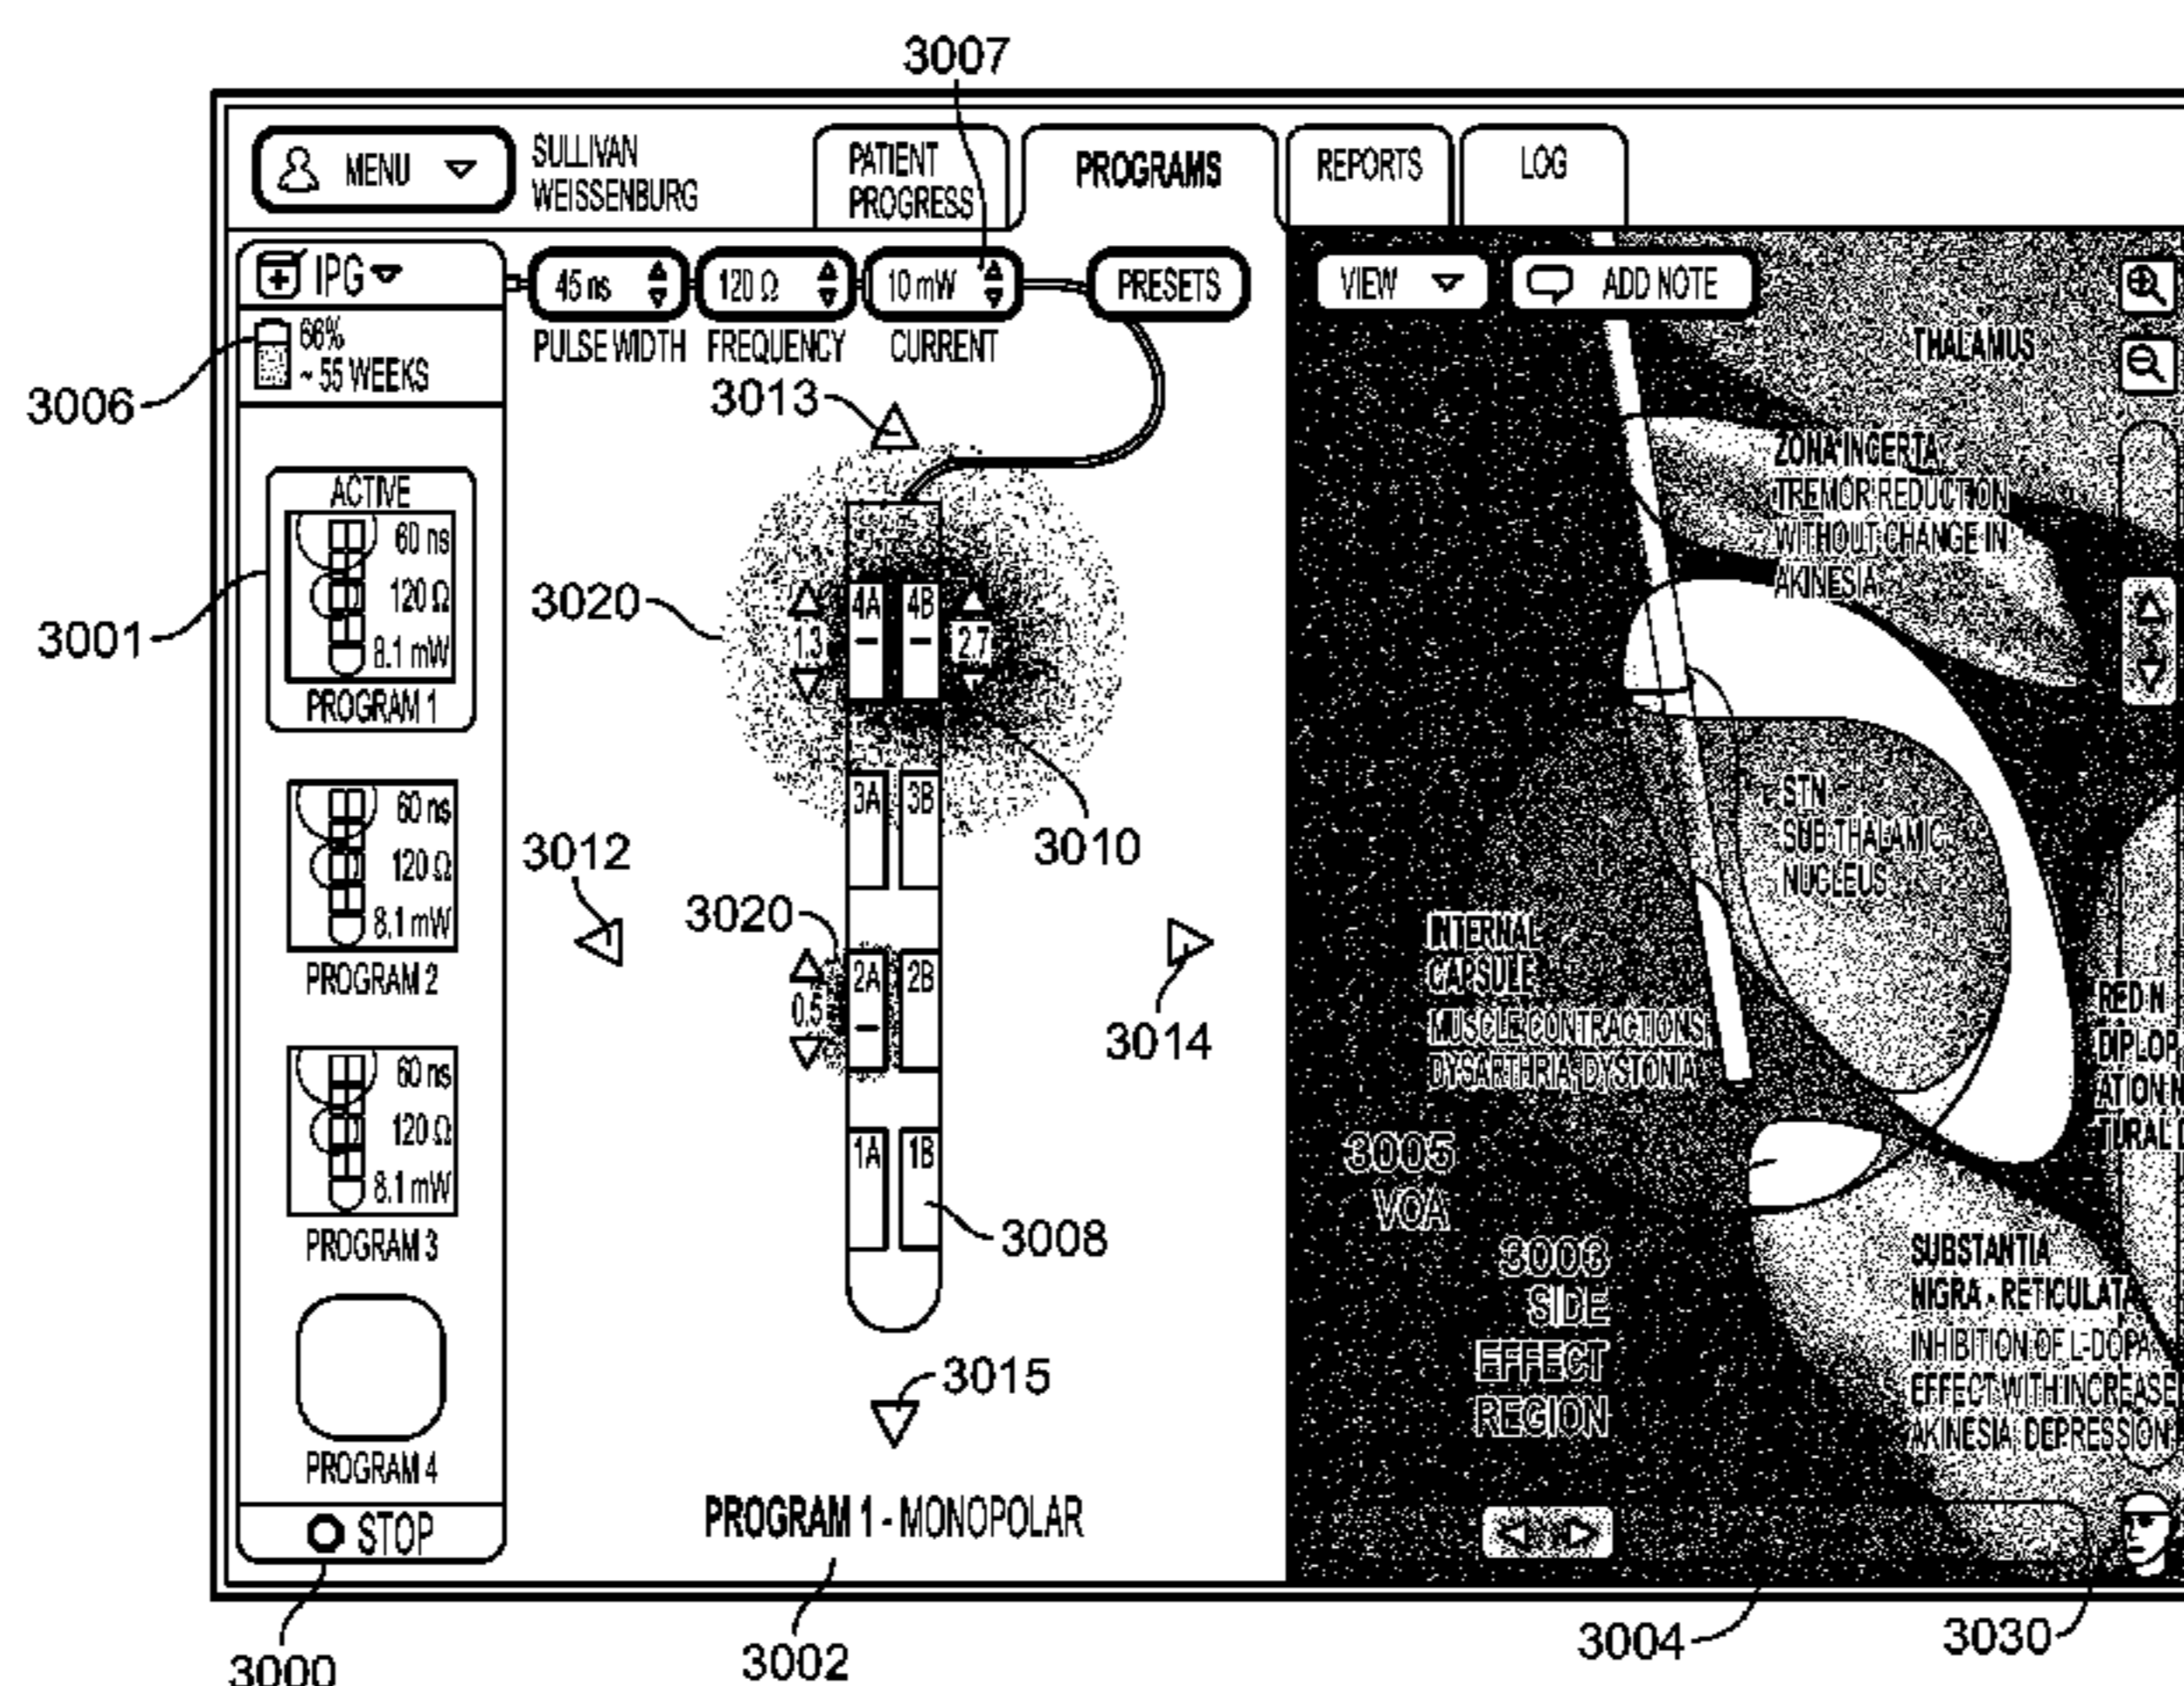 3007
MENU
SULLIVAN
WEISSENBURG
PATIENT
PROGRESS
PROGRAMS
REPORTS
LOG
IPG
45 ns
120 Ω
10 mW
PRESETS
PULSE WIDTH
FREQUENCY
CURRENT
66%
~ 55 WEEKS
3006
ACTIVE
60 ns
120 Ω
8.1 mW
PROGRAM 1
3001
60 ns
120 Ω
8.1 mW
PROGRAM 2
60 ns
120 Ω
8.1 mW
PROGRAM 3
PROGRAM 4
STOP
3000
3013
3020
4A
4B
1.3
2.7
3A
3B
3010
3012
3020
2A
2B
0.5
3014
1A
1B
3008
3015
PROGRAM 1 - MONOPOLAR
3002
VIEW
ADD NOTE
THALAMUS
ZONA INCERTA
TREMOR REDUCTION
WITHOUT CHANGE IN
AKINESIA
STN
SUB THALAMIC
NUCLEUS
INTERNAL
CAPSULE
MUSCLE CONTRACTIONS
DYSARTHRIA, DYSTONIA
RED N
DIPLOP
ATION
TURAL
3005
VOA
3003
SIDE
EFFECT
REGION
SUBSTANTIA
NIGRA - RETICULATA
INHIBITION OF L-DOPA
EFFECT WITH INCREASE
AKINESIA, DEPRESSION
3004
3030